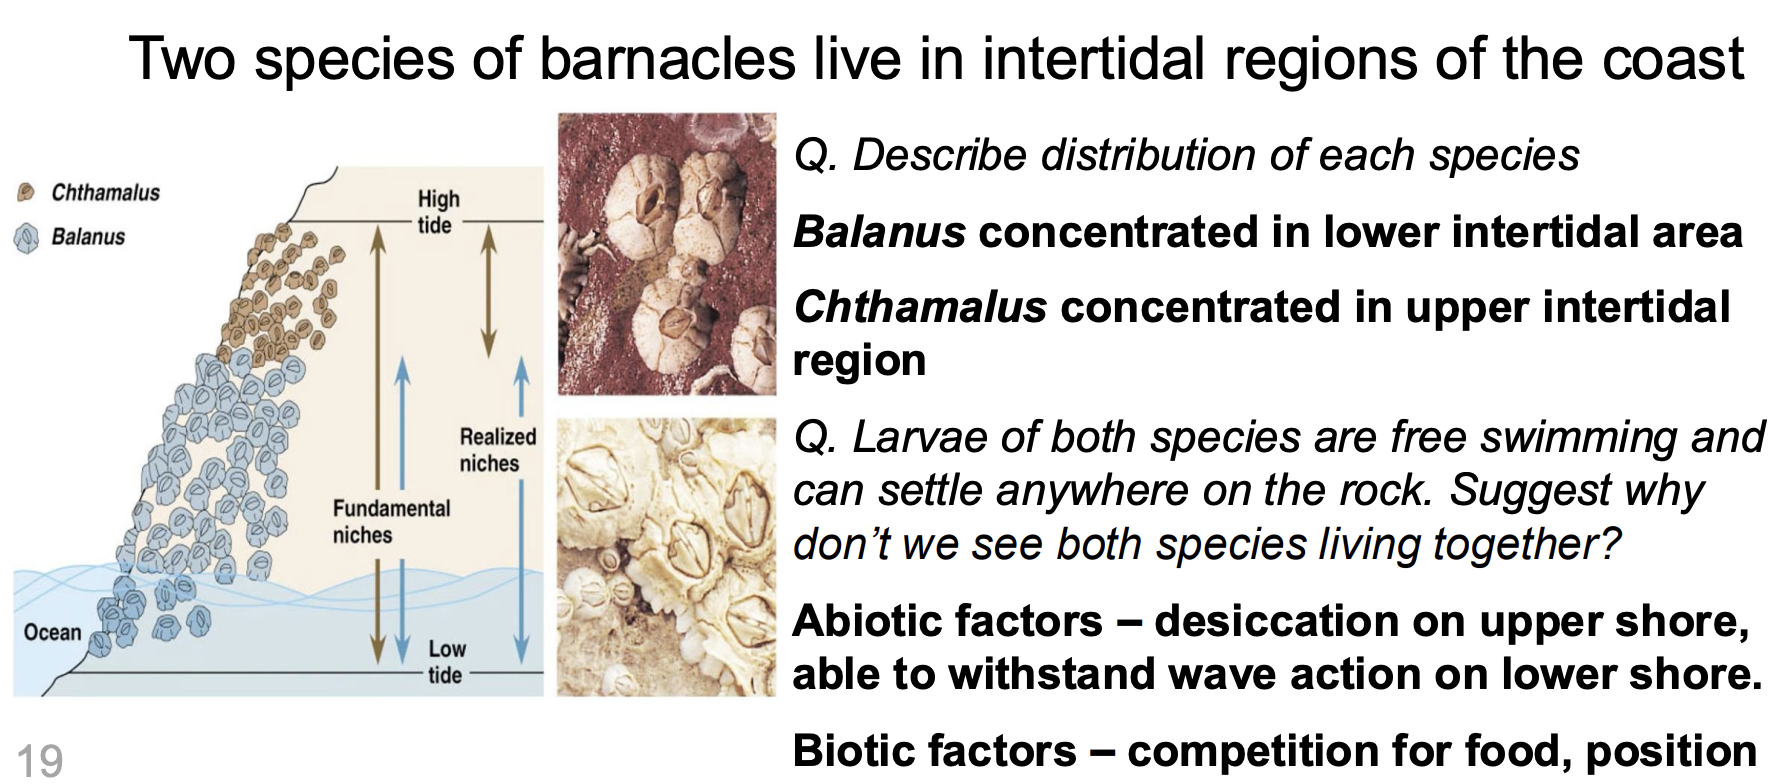 Two species of barnacles live in intertidal regions of the coast
Chthamalus
Balanus
High
tide
Realized
niches
Fundamental
niches
Ocean
Low
tide
Q. Describe distribution of each species
Balanus concentrated in lower intertidal area
Chthamalus concentrated in upper intertidal
region
Q. Larvae of both species are free swimming and
can settle anywhere on the rock. Suggest why
don’t we see both species living together?
Abiotic factors – desiccation on upper shore,
able to withstand wave action on lower shore.
Biotic factors – competition for food, position
19